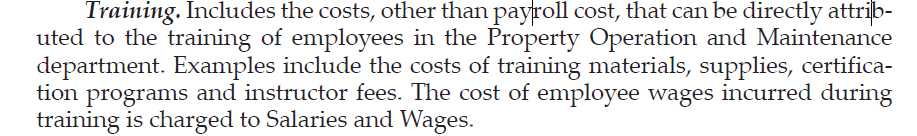 Training. Includes the costs, other than payroll cost, that can be directly attrib-
uted to the training of employees in the Property Operation and Maintenance
department. Examples include the costs of training materials, supplies, certifica-
tion programs and instructor fees. The cost of employee wages incurred during
training is charged to Salaries and Wages.